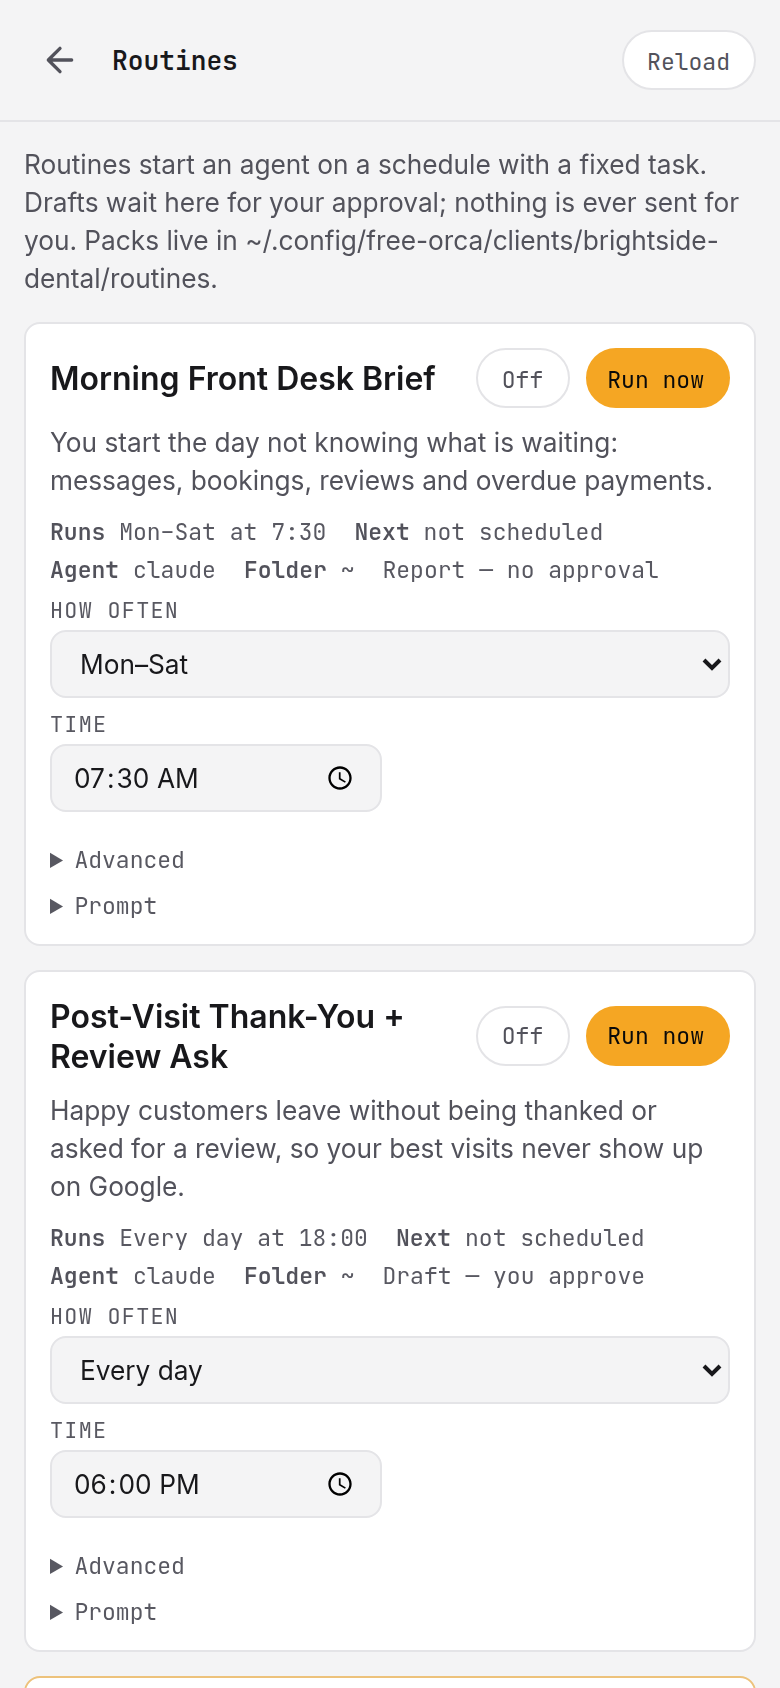 Routines
Reload
Routines start an agent on a schedule with a fixed task.
Drafts wait here for your approval; nothing is ever sent for
you. Packs live in ~/.config/free-orca/clients/brightside-
dental/routines.
Morning Front Desk Brief
Off
Run now
You start the day not knowing what is waiting:
messages, bookings, reviews and overdue payments.
Runs Mon–Sat at 7:30 Next not scheduled
Agent claude Folder ~ Report — no approval
HOW OFTEN
Mon–Sat
TIME
07:30 AM
Advanced
Prompt
Post-Visit Thank-You +
Review Ask
Off
Run now
Happy customers leave without being thanked or
asked for a review, so your best visits never show up
on Google.
Runs Every day at 18:00 Next not scheduled
Agent claude Folder ~ Draft — you approve
HOW OFTEN
Every day
TIME
06:00 PM
Advanced
Prompt